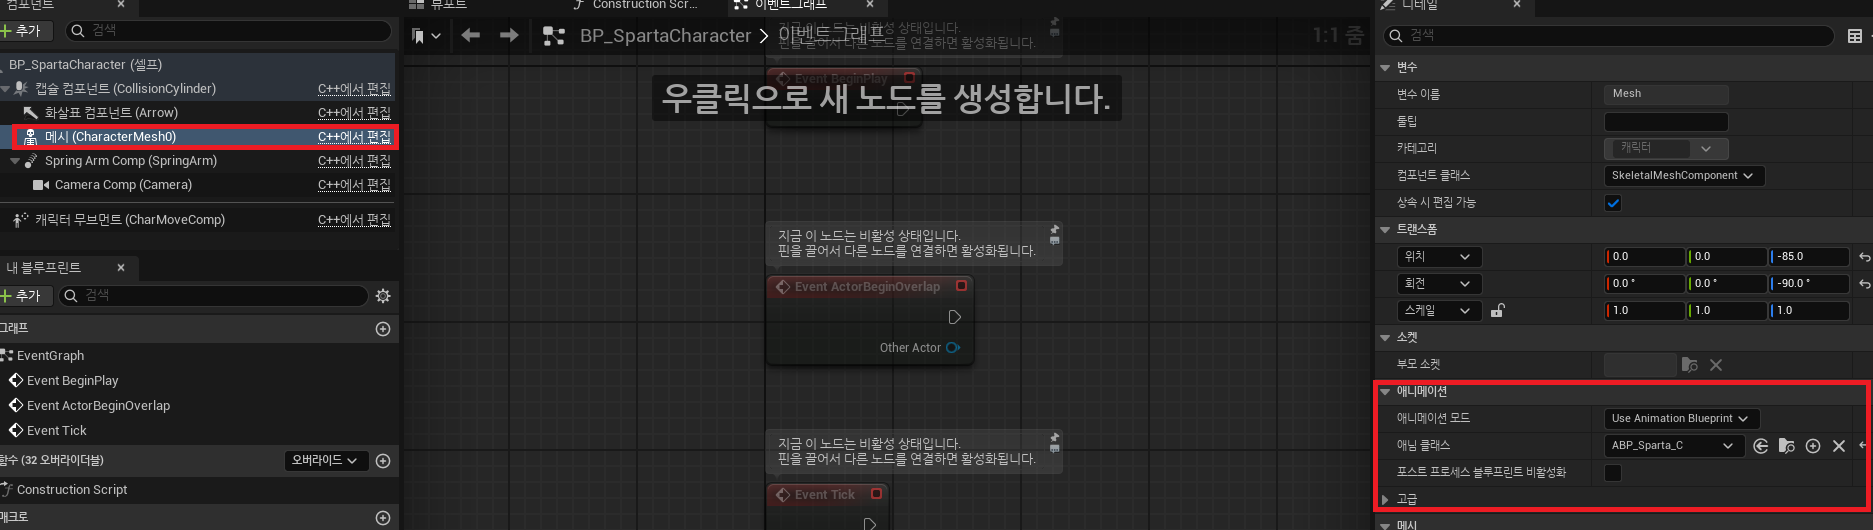 컴포넌트
추가
검색
BP_SpartaCharacter (셀프)
캡슐 컴포넌트 (CollisionCylinder) C++에서 편집
화살표 컴포넌트 (Arrow) C++에서 편집
메시 (CharacterMesh0) C++에서 편집
Spring Arm Comp (SpringArm) C++에서 편집
Camera Comp (Camera) C++에서 편집
캐릭터 무브먼트 (CharMoveComp) C++에서 편집
내 블루프린트
추가
검색
그래프
EventGraph
Event BeginPlay
Event ActorBeginOverlap
Event Tick
함수 (32 오버라이더블) 오버라이드
Construction Script
매크로
뷰포트 Construction Scr... 이벤트그래프
BP_SpartaCharacter > 이벤트그래프
1:1 줌
지금 이 노드는 비활성 상태입니다.
핀을 끌어서 다른 노드를 연결하면 활성화됩니다.
Event BeginPlay
우클릭으로 새 노드를 생성합니다.
지금 이 노드는 비활성 상태입니다.
핀을 끌어서 다른 노드를 연결하면 활성화됩니다.
Event ActorBeginOverlap
Other Actor
지금 이 노드는 비활성 상태입니다.
핀을 끌어서 다른 노드를 연결하면 활성화됩니다.
Event Tick
디테일
검색
변수
변수 이름 Mesh
툴팁
카테고리 캐릭터
컴포넌트 클래스 SkeletalMeshComponent
상속 시 편집 가능
트랜스폼
위치 0.0 0.0 -85.0
회전 0.0 ° 0.0 ° -90.0 °
스케일 1.0 1.0 1.0
소켓
부모 소켓
애니메이션
애니메이션 모드 Use Animation Blueprint
애님 클래스 ABP_Sparta_C
포스트 프로세스 블루프린트 비활성화
고급
메시